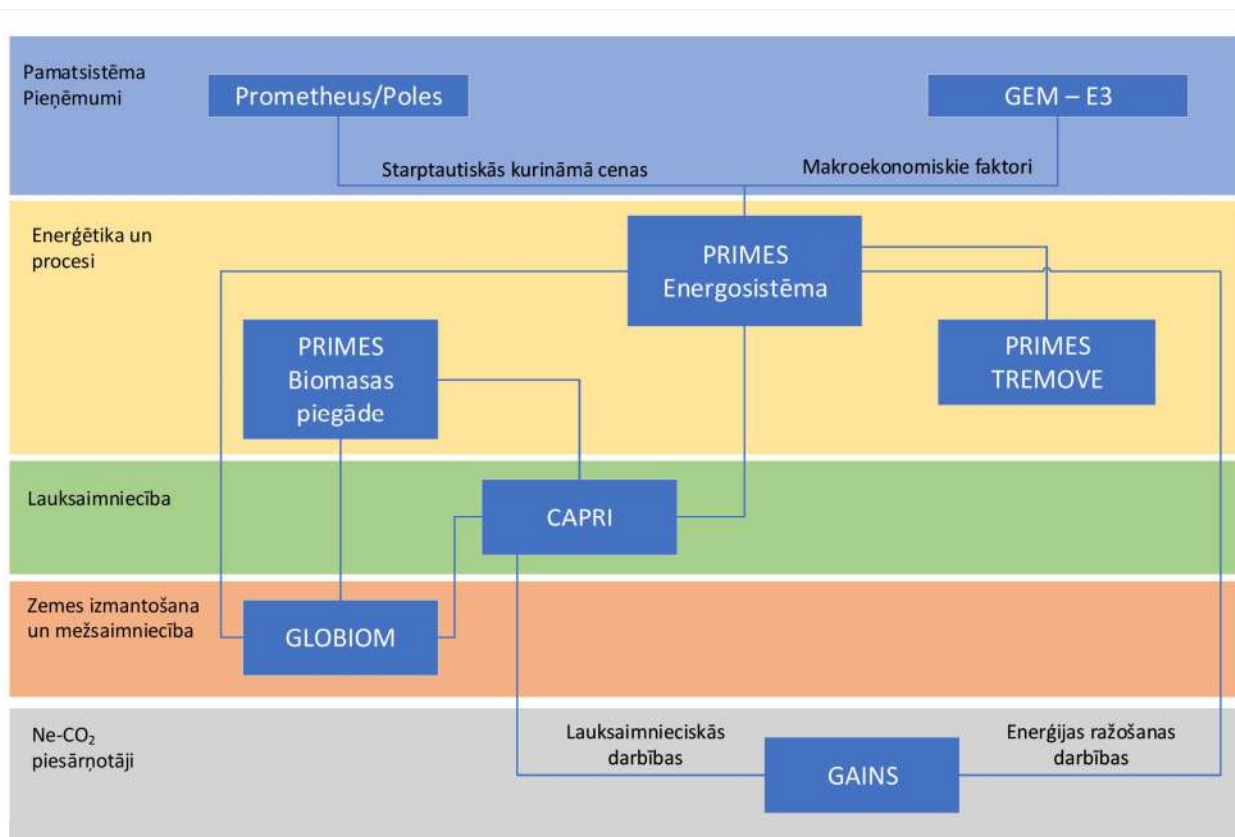 Pamatsistēma
Pieņēmumi
Prometheus/Poles
GEM – E3
Starptautiskās kurināmā cenas
Makroekonomiskie faktori
Enerģētika un
procesi
PRIMES
Energosistēma
PRIMES
Biomasas
piegāde
PRIMES
TREMOVE
Lauksaimniecība
CAPRI
Zemes izmantošana
un mežsaimniecība
GLOBIOM
Ne-CO₂
piesārņotāji
Lauksaimnieciskās
darbības
GAINS
Enerģijas ražošanas
darbības